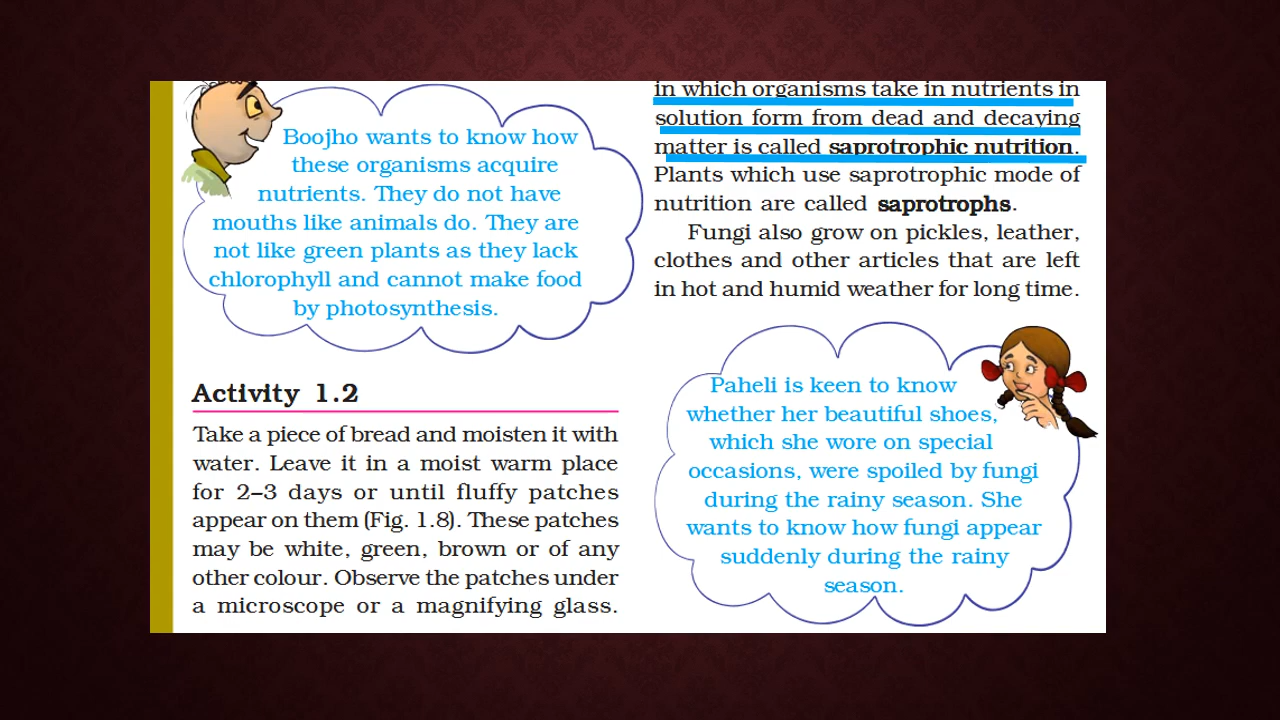 Boojho wants to know how
these organisms acquire
nutrients. They do not have
mouths like animals do. They are
not like green plants as they lack
chlorophyll and cannot make food
by photosynthesis.
Activity 1.2
Take a piece of bread and moisten it with
water. Leave it in a moist warm place
for 2–3 days or until fluffy patches
appear on them (Fig. 1.8). These patches
may be white, green, brown or of any
other colour. Observe the patches under
a microscope or a magnifying glass.
in which organisms take in nutrients in
solution form from dead and decaying
matter is called saprotrophic nutrition.
Plants which use saprotrophic mode of
nutrition are called saprotrophs.
Fungi also grow on pickles, leather,
clothes and other articles that are left
in hot and humid weather for long time.
Paheli is keen to know
whether her beautiful shoes,
which she wore on special
occasions, were spoiled by fungi
during the rainy season. She
wants to know how fungi appear
suddenly during the rainy
season.